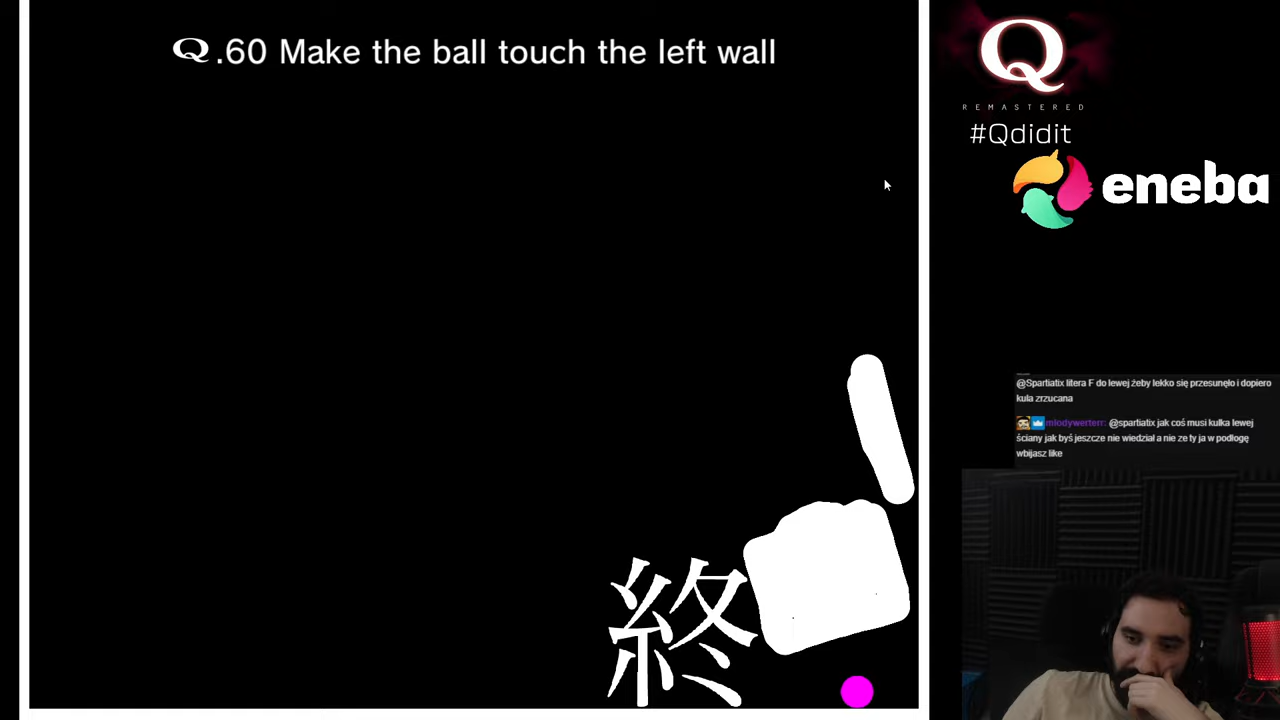 Q.60 Make the ball touch the left wall
Q
REMASTERED
#Qdidit
eneba
@Spartiatix litera F do lewej żeby lekko się przesunęło i dopiero
kula zrzucana
mlodywerterr: @spartiatix jak coś musi kulka lewej
ściany jak byś jeszcze nie wiedział a nie ze ty ja w podłogę
wbijasz like
終